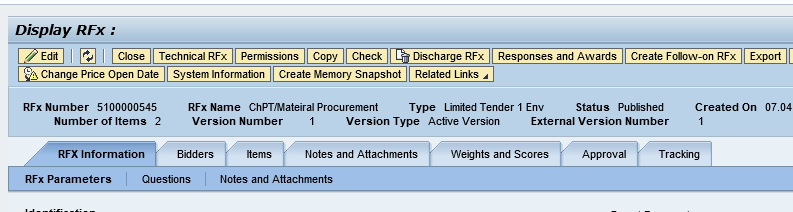 Display RFx :
Edit Close Technical RFx Permissions Copy Check Discharge RFx Responses and Awards Create Follow-on RFx Export
Change Price Open Date System Information Create Memory Snapshot Related Links
RFx Number 5100000545 RFx Name ChPT/Mateiral Procurement Type Limited Tender 1 Env Status Published Created On 07.04
Number of Items 2 Version Number 1 Version Type Active Version External Version Number 1
RFX Information Bidders Items Notes and Attachments Weights and Scores Approval Tracking
RFx Parameters Questions Notes and Attachments
Identification